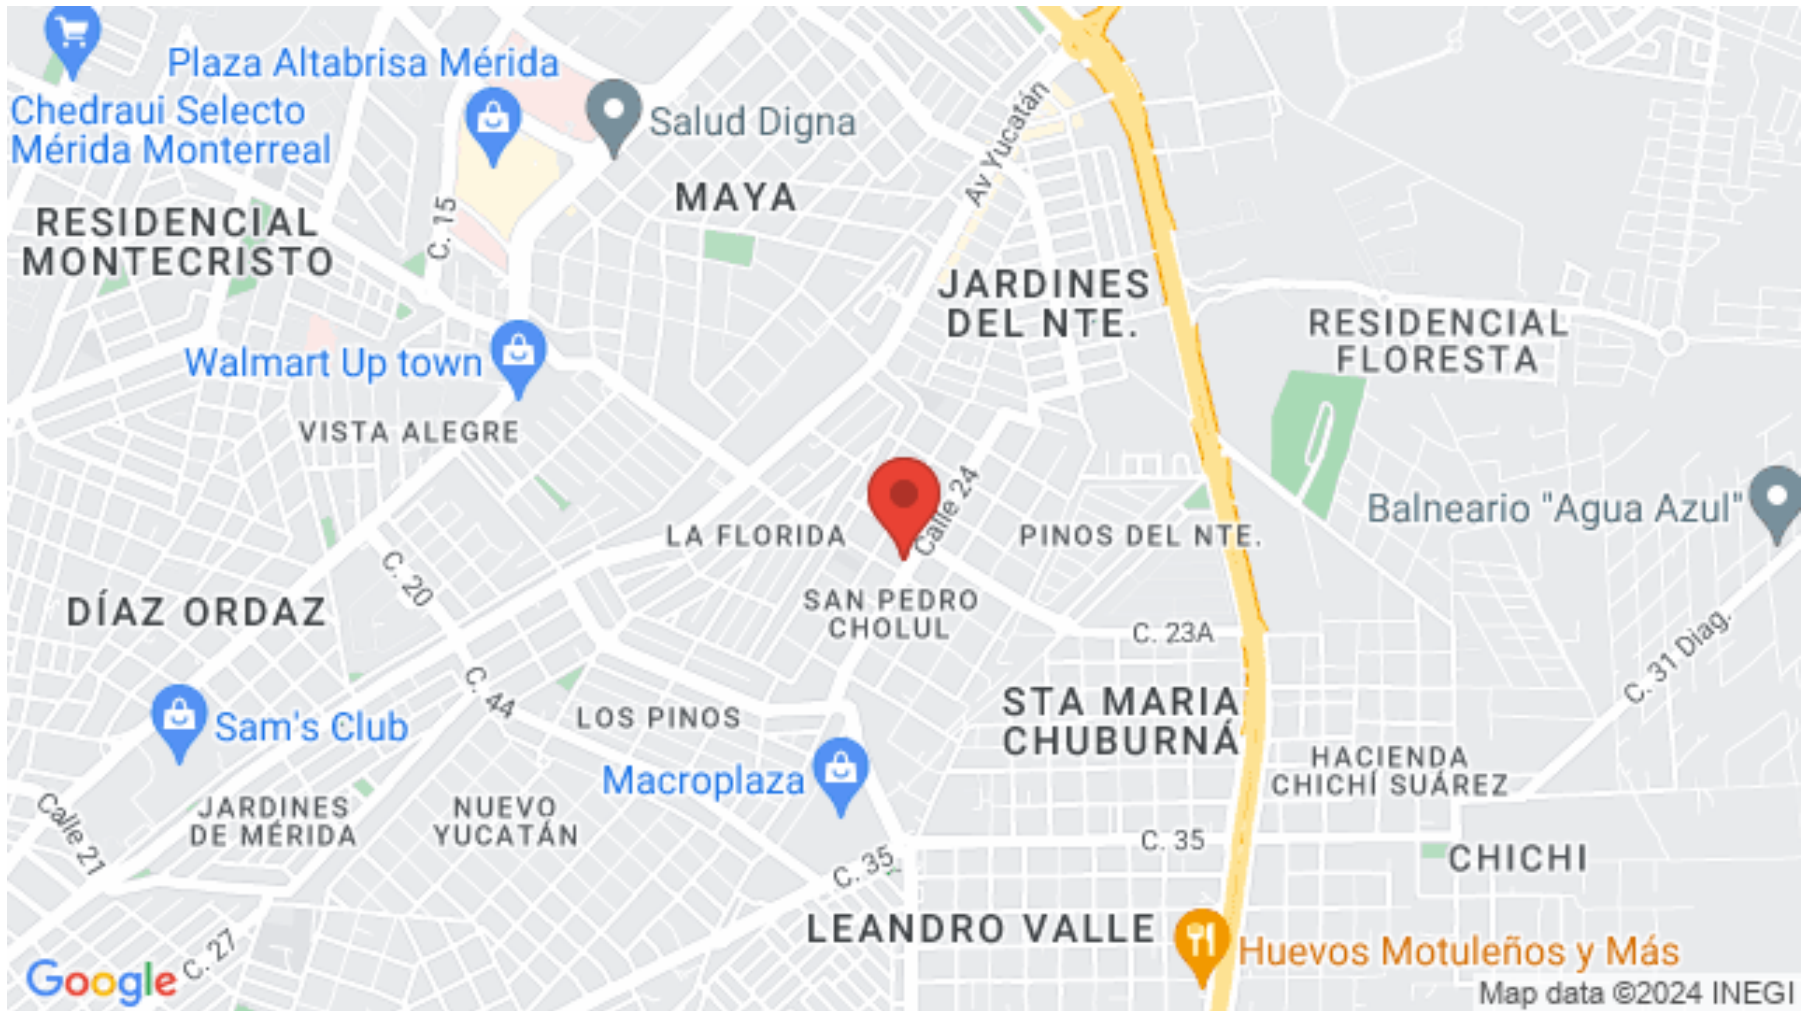 Plaza Altabrisa Mérida
Chedraui Selecto
Mérida Monterreal
Salud Digna
Av Yucatán
MAYA
C. 15
RESIDENCIAL
MONTECRISTO
JARDINES
DEL NTE.
RESIDENCIAL
FLORESTA
Walmart Up town
VISTA ALEGRE
Calle 24
Balneario "Agua Azul"
LA FLORIDA
PINOS DEL NTE.
C. 20
DÍAZ ORDAZ
SAN PEDRO
CHOLUL
C. 23A
C. 31 Diag.
C. 4A
STA MARIA
CHUBURNÁ
LOS PINOS
Sam's Club
HACIENDA
CHICHÍ SUÁREZ
Macroplaza
Calle 21
JARDINES
DE MÉRIDA
NUEVO
YUCATÁN
C. 35
C. 35
CHICHI
LEANDRO VALLE
C. 27
Huevos Motuleños y Más
Google
Map data ©2024 INEGI